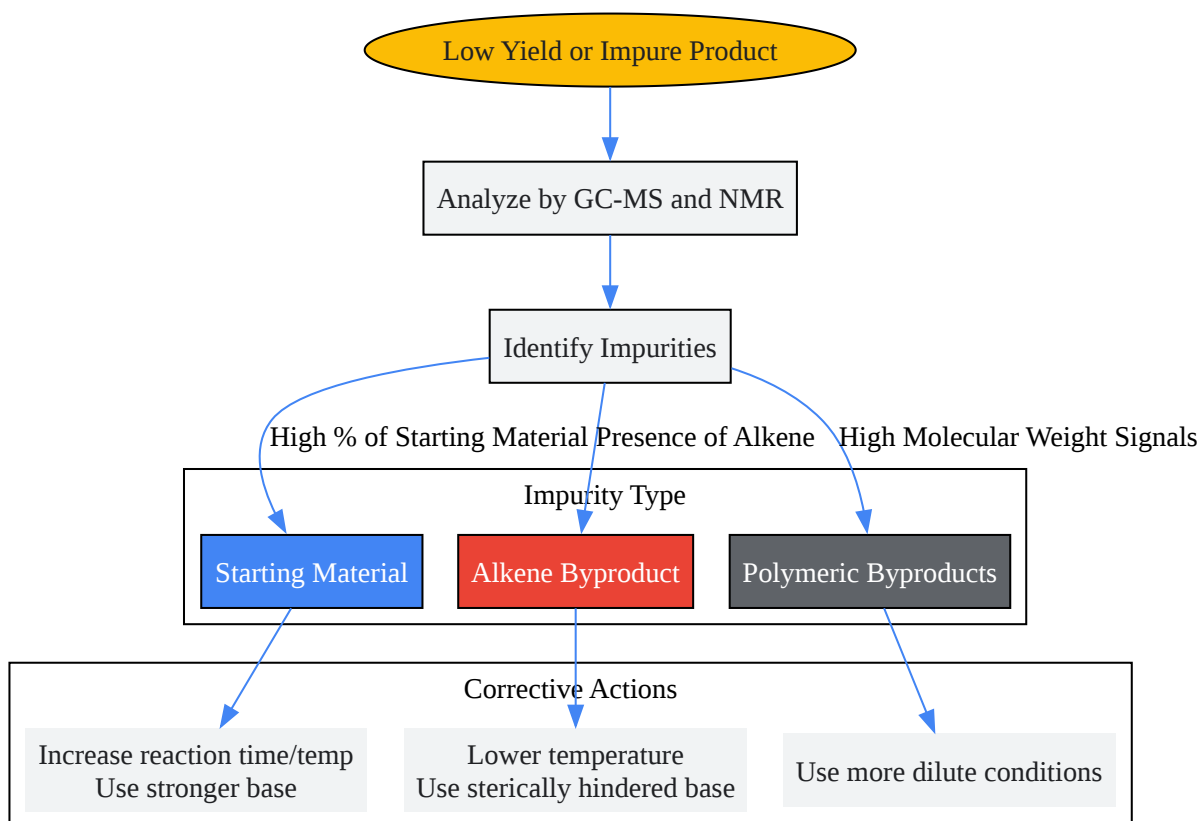 Low Yield or Impure Product
Analyze by GC-MS and NMR
Identify Impurities
High % of Starting Material
Presence of Alkene
High Molecular Weight Signals
Impurity Type
Starting Material
Alkene Byproduct
Polymeric Byproducts
Corrective Actions
Increase reaction time/temp
Use stronger base
Lower temperature
Use sterically hindered base
Use more dilute conditions